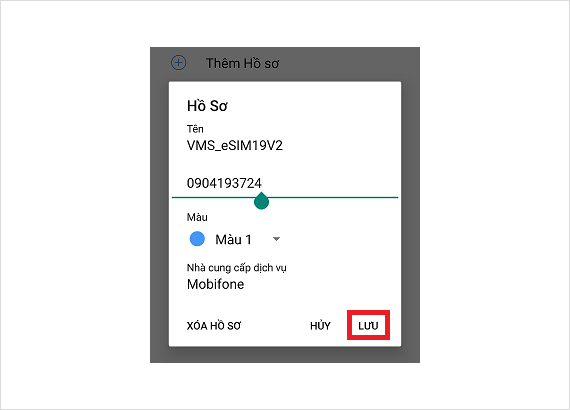 Thêm Hồ sơ
Hồ Sơ
Tên
VMS_eSIM19V2
0904193724
Màu
Màu 1
Nhà cung cấp dịch vụ
Mobifone
XÓA HỒ SƠ HỦY LƯU